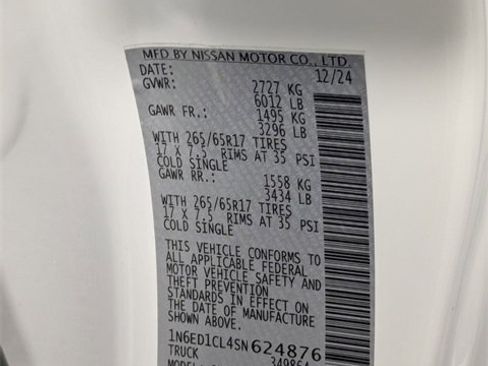 MFD BY NISSAN MOTOR CO., LTD.
DATE: 12/24
GVWR: 2727 KG
6012 LB
GAWR FR.: 1495 KG
3296 LB
WITH 265/65R17 TIRES
17 X 7.5 RIMS AT 35 PSI
COLD SINGLE
GAWR RR.: 1558 KG
3434 LB
WITH 265/65R17 TIRES
17 X 7.5 RIMS AT 35 PSI
COLD SINGLE
THIS VEHICLE CONFORMS TO
ALL APPLICABLE FEDERAL
MOTOR VEHICLE SAFETY AND
THEFT PREVENTION
STANDARDS IN EFFECT ON
THE DATE OF MANUFACTURE
SHOWN ABOVE.
1N6ED1CL4SN624876
TRUCK